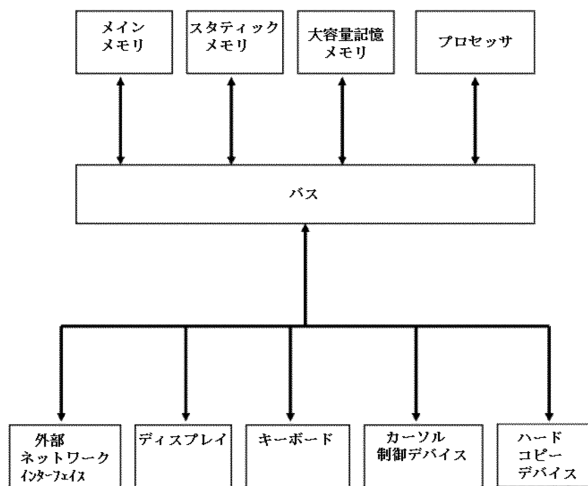 メイン
メモリ
スタティック
メモリ
大容量記憶
メモリ
プロセッサ
バス
外部
ネットワーク
インターフェイス
ディスプレイ
キーボード
カーソル
制御デバイス
ハード
コピー
デバイス